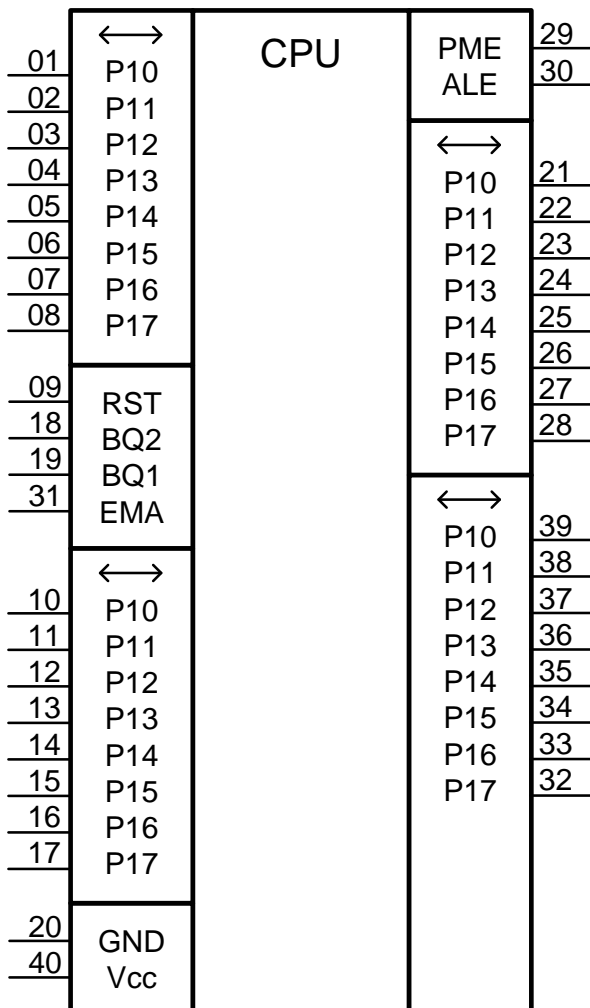 CPU
01 P10
02 P11
03 P12
04 P13
05 P14
06 P15
07 P16
08 P17
09 RST
18 BQ2
19 BQ1
31 EMA
10 P10
11 P11
12 P12
13 P13
14 P14
15 P15
16 P16
17 P17
20 GND
40 Vcc
PME 29
ALE 30
P10 21
P11 22
P12 23
P13 24
P14 25
P15 26
P16 27
P17 28
P10 39
P11 38
P12 37
P13 36
P14 35
P15 34
P16 33
P17 32